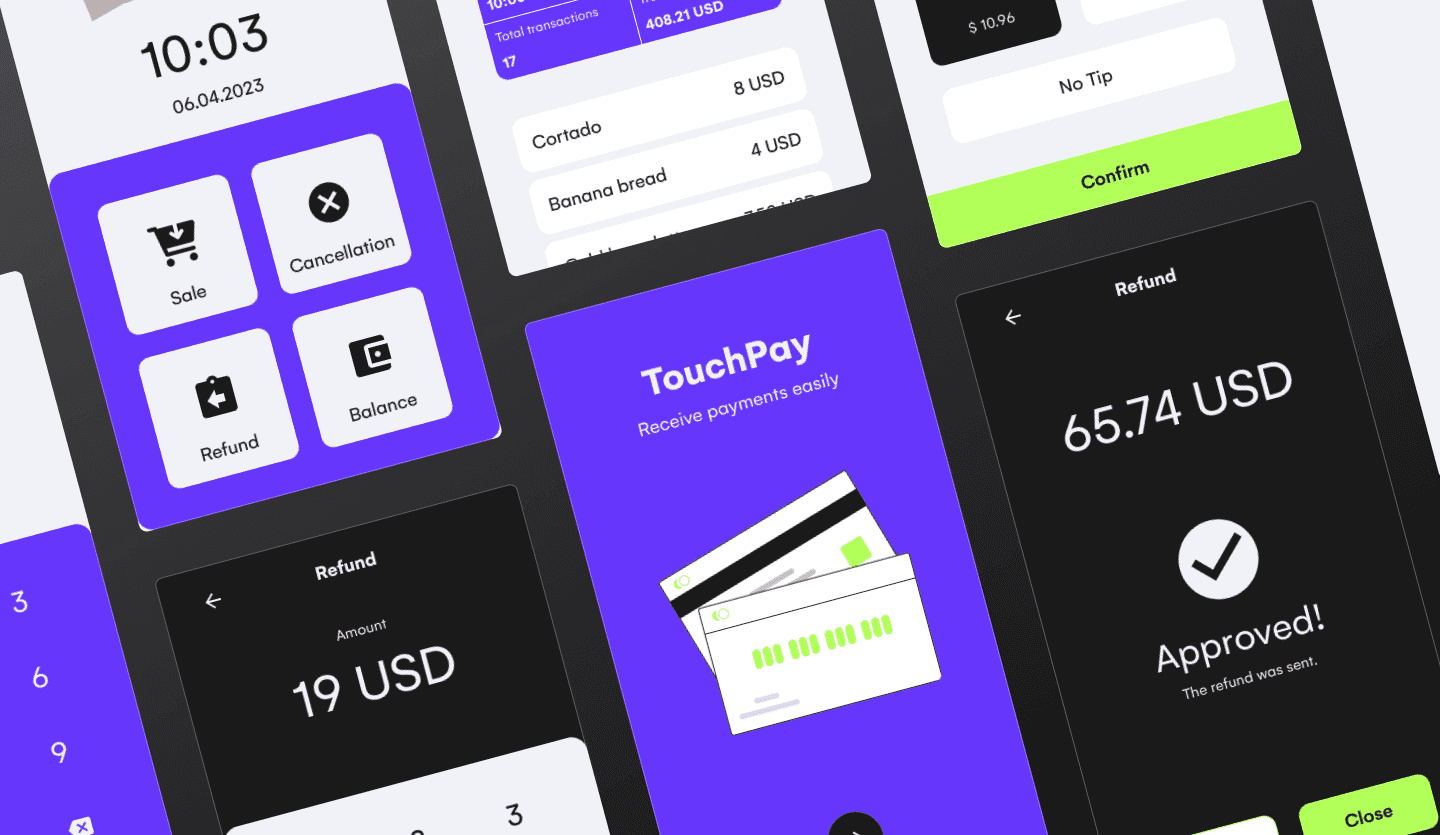 10:03
06.04.2023
Sale
Cancellation
Refund
Balance
Total transactions
17
408.21 USD
Cortado
8 USD
Banana bread
4 USD
$ 10.96
No Tip
Confirm
3
6
9
Refund
Amount
19 USD
3
TouchPay
Receive payments easily
Refund
65.74 USD
Approved!
The refund was sent.
Close